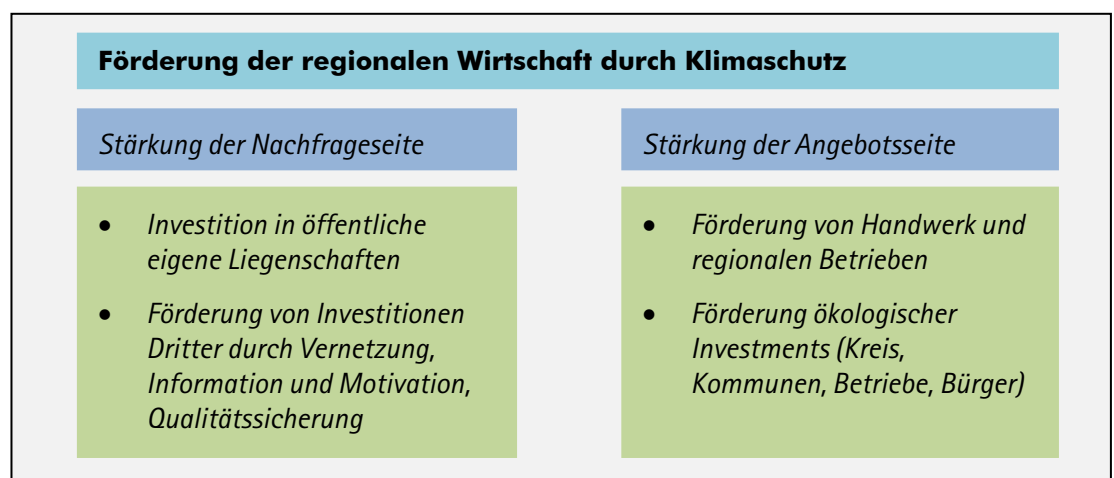 Förderung der regionalen Wirtschaft durch Klimaschutz
Stärkung der Nachfrageseite
• Investition in öffentliche
eigene Liegenschaften
• Förderung von Investitionen
Dritter durch Vernetzung,
Information und Motivation,
Qualitätssicherung
Stärkung der Angebotsseite
• Förderung von Handwerk und
regionalen Betrieben
• Förderung ökologischer
Investments (Kreis,
Kommunen, Betriebe, Bürger)